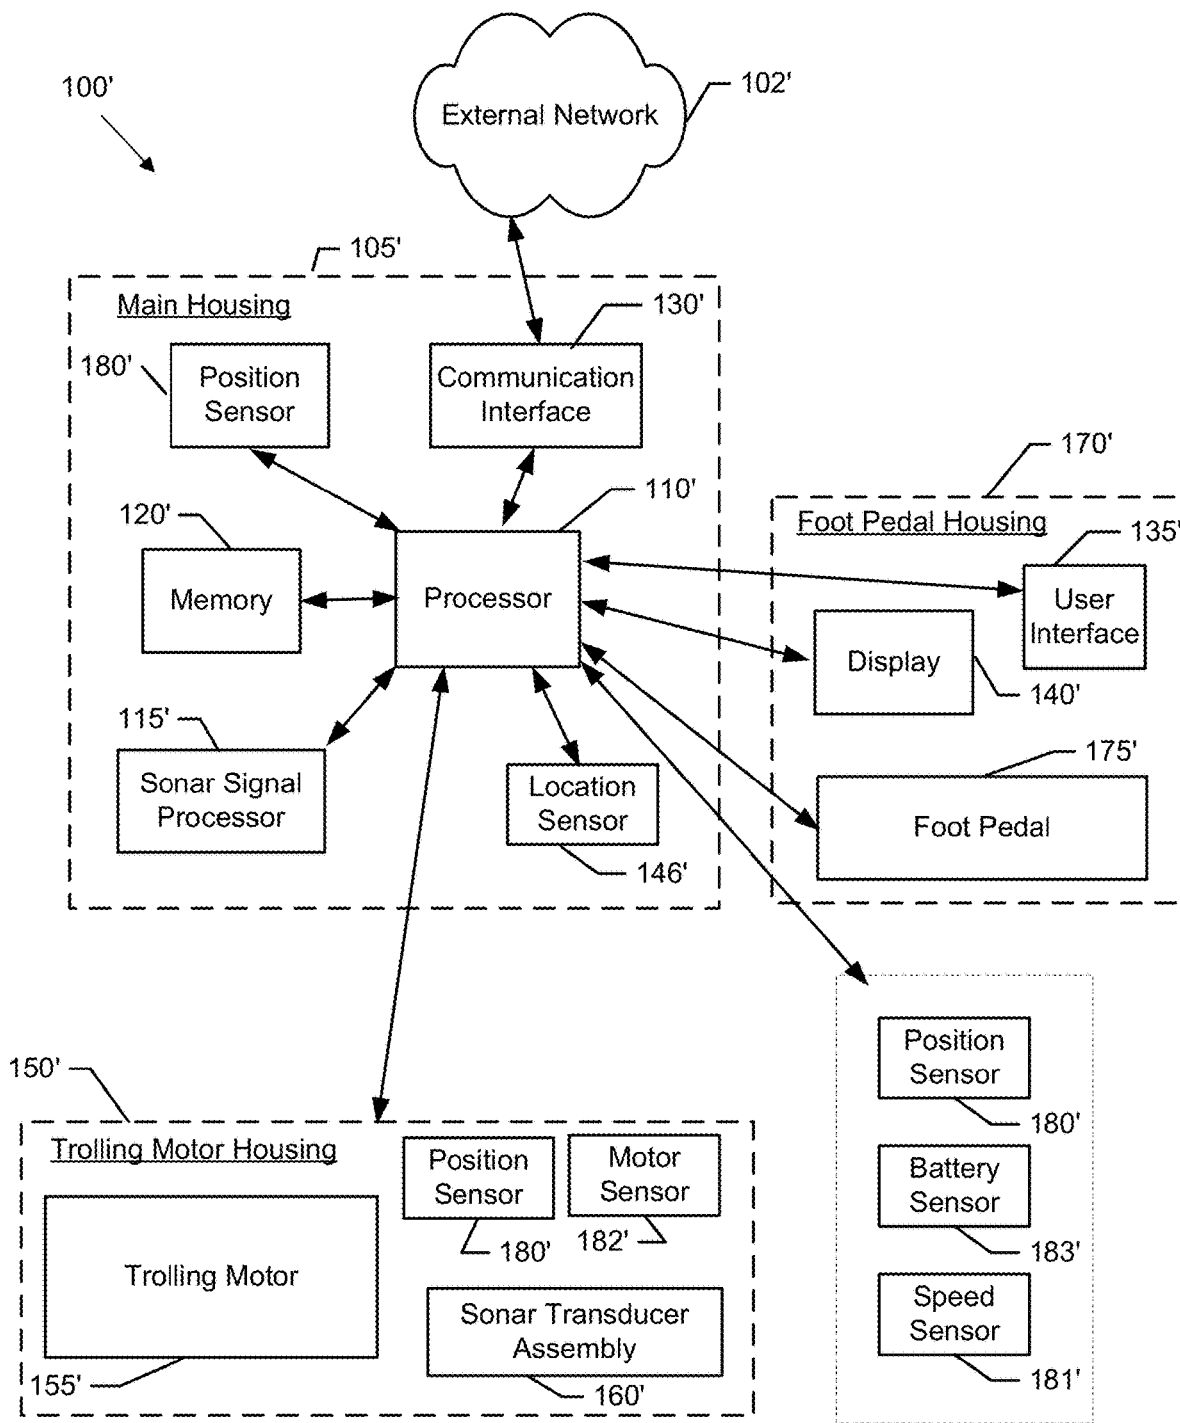 100'
External Network
102'
105'
Main Housing
130'
180'
Position
Sensor
Communication
Interface
110'
170'
120'
Foot Pedal Housing
135'
Memory
Processor
User
Interface
Display
140'
115'
175'
Sonar Signal
Processor
Location
Sensor
Foot Pedal
146'
Position
Sensor
180'
150'
Trolling Motor Housing
Position
Sensor
Motor
Sensor
Battery
Sensor
180'
182'
183'
Trolling Motor
Sonar Transducer
Assembly
Speed
Sensor
155'
160'
181'